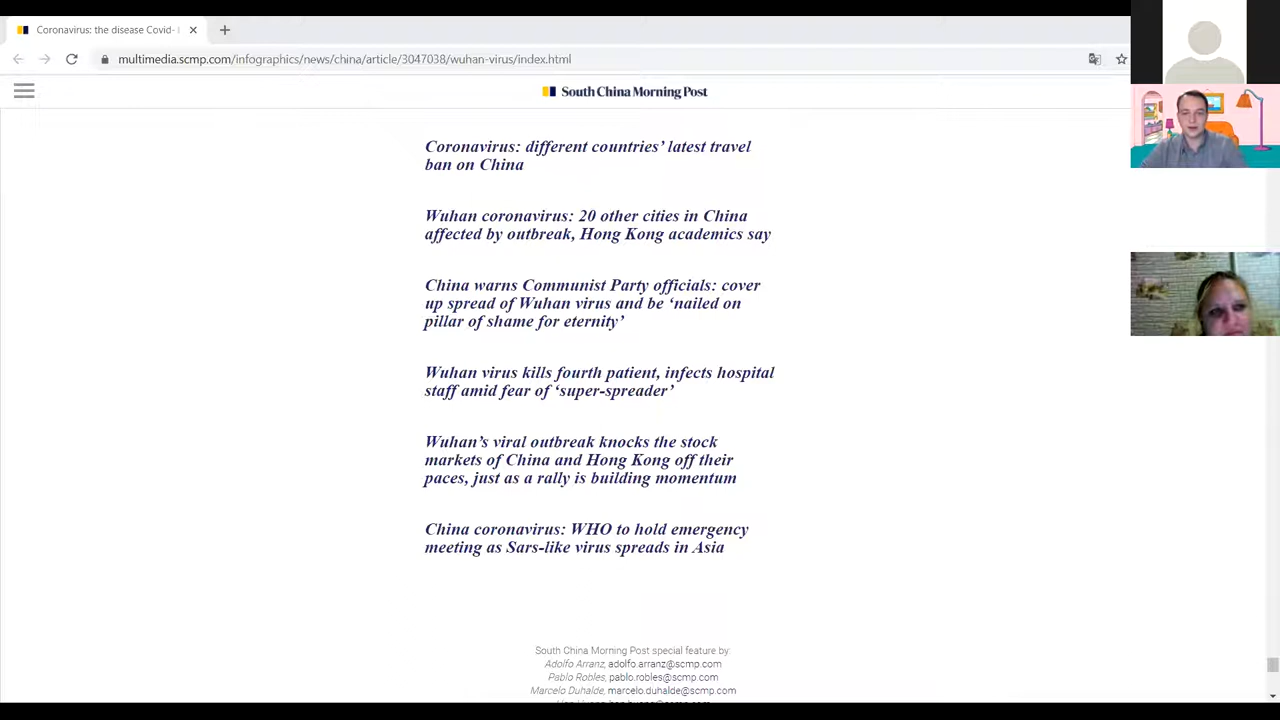 Coronavirus: the disease Covid-
multimedia.scmp.com/infographics/news/china/article/3047038/wuhan-virus/index.html
South China Morning Post
Coronavirus: different countries’ latest travel
ban on China
Wuhan coronavirus: 20 other cities in China
affected by outbreak, Hong Kong academics say
China warns Communist Party officials: cover
up spread of Wuhan virus and be ‘nailed on
pillar of shame for eternity’
Wuhan virus kills fourth patient, infects hospital
staff amid fear of ‘super-spreader’
Wuhan’s viral outbreak knocks the stock
markets of China and Hong Kong off their
paces, just as a rally is building momentum
China coronavirus: WHO to hold emergency
meeting as Sars-like virus spreads in Asia
South China Morning Post special feature by:
Adolfo Arranz, adolfo.arranz@scmp.com
Pablo Robles, pablo.robles@scmp.com
Marcelo Duhalde, marcelo.duhalde@scmp.com